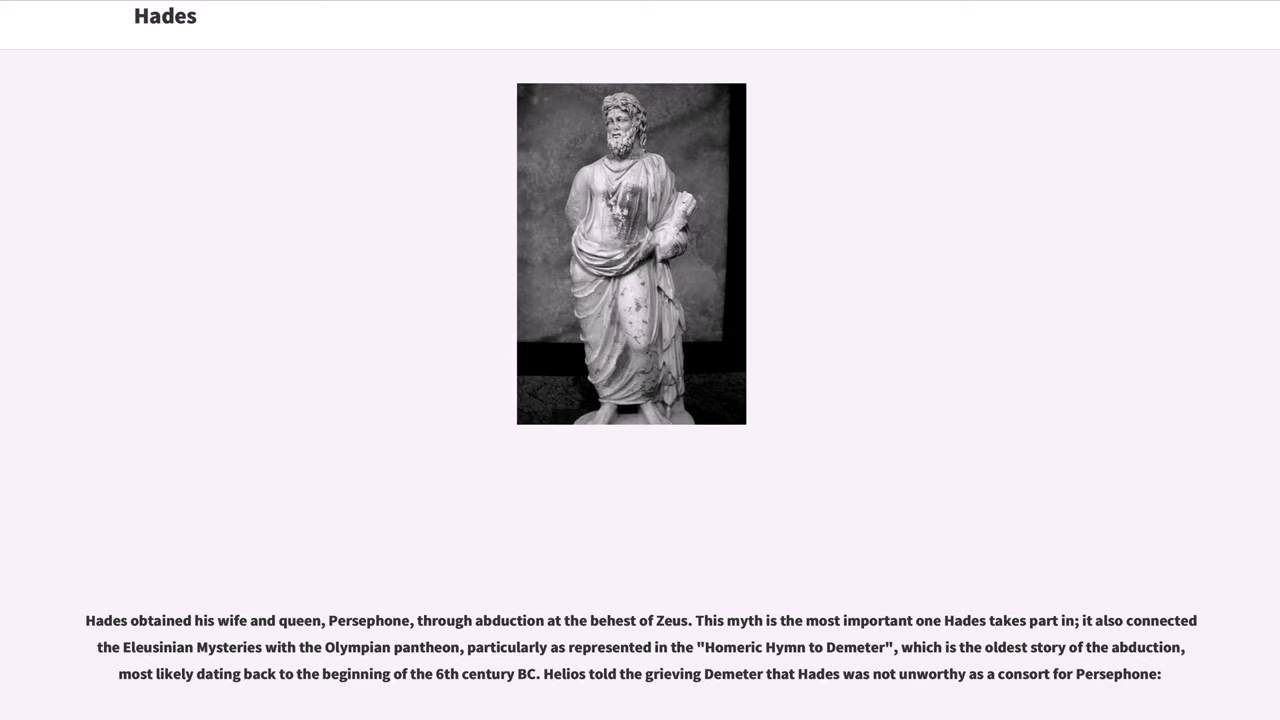 Hades
Hades obtained his wife and queen, Persephone, through abduction at the behest of Zeus. This myth is the most important one Hades takes part in; it also connected
the Eleusinian Mysteries with the Olympian pantheon, particularly as represented in the "Homeric Hymn to Demeter", which is the oldest story of the abduction,
most likely dating back to the beginning of the 6th century BC. Helios told the grieving Demeter that Hades was not unworthy as a consort for Persephone: